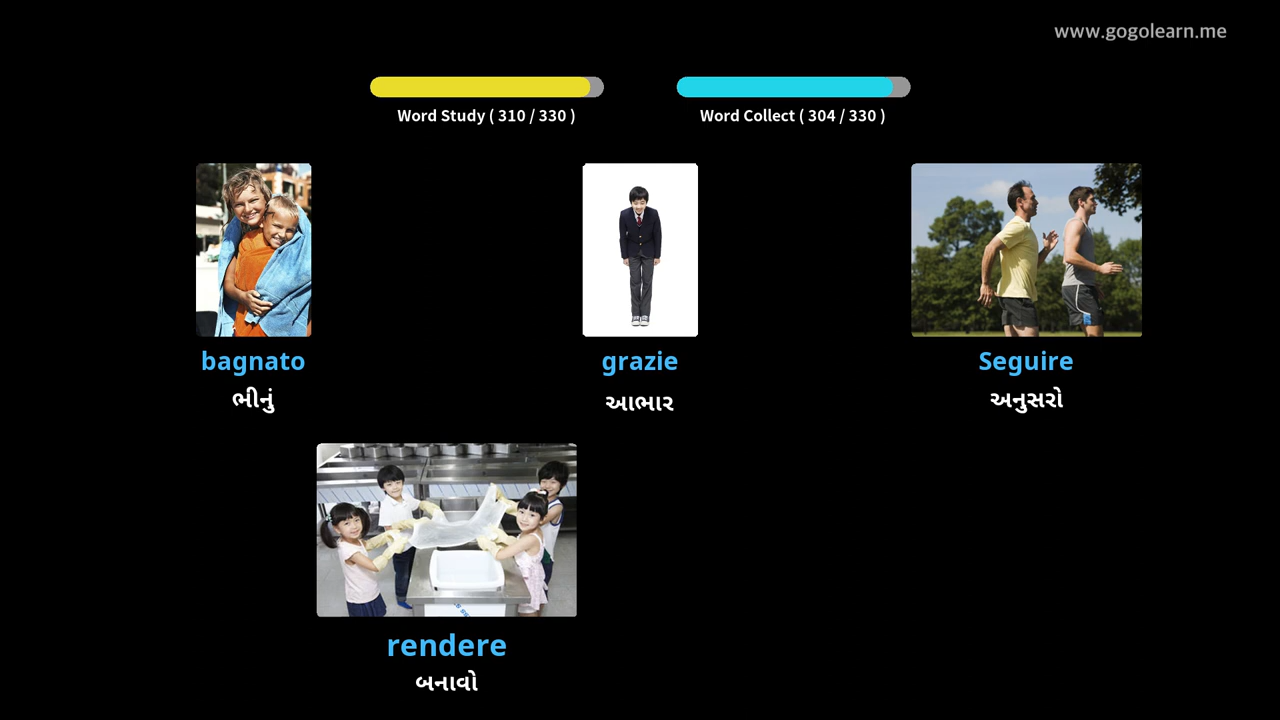 www.gogolearn.me
Word Study ( 310 / 330 )
Word Collect ( 304 / 330 )
bagnato
ભીનું
grazie
આભાર
Seguire
અનુસરો
rendere
બનાવો